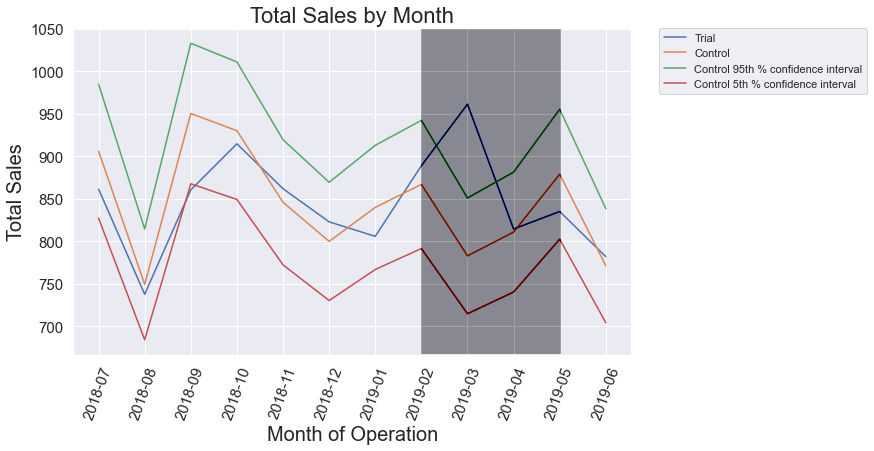 Total Sales by Month
1050
1000
950
900
850
800
750
700
Total Sales
2018-07
2018-08
2018-09
2018-10
2018-11
2018-12
2019-01
2019-02
2019-03
2019-04
2019-05
2019-06
Month of Operation
Trial
Control
Control 95th % confidence interval
Control 5th % confidence interval